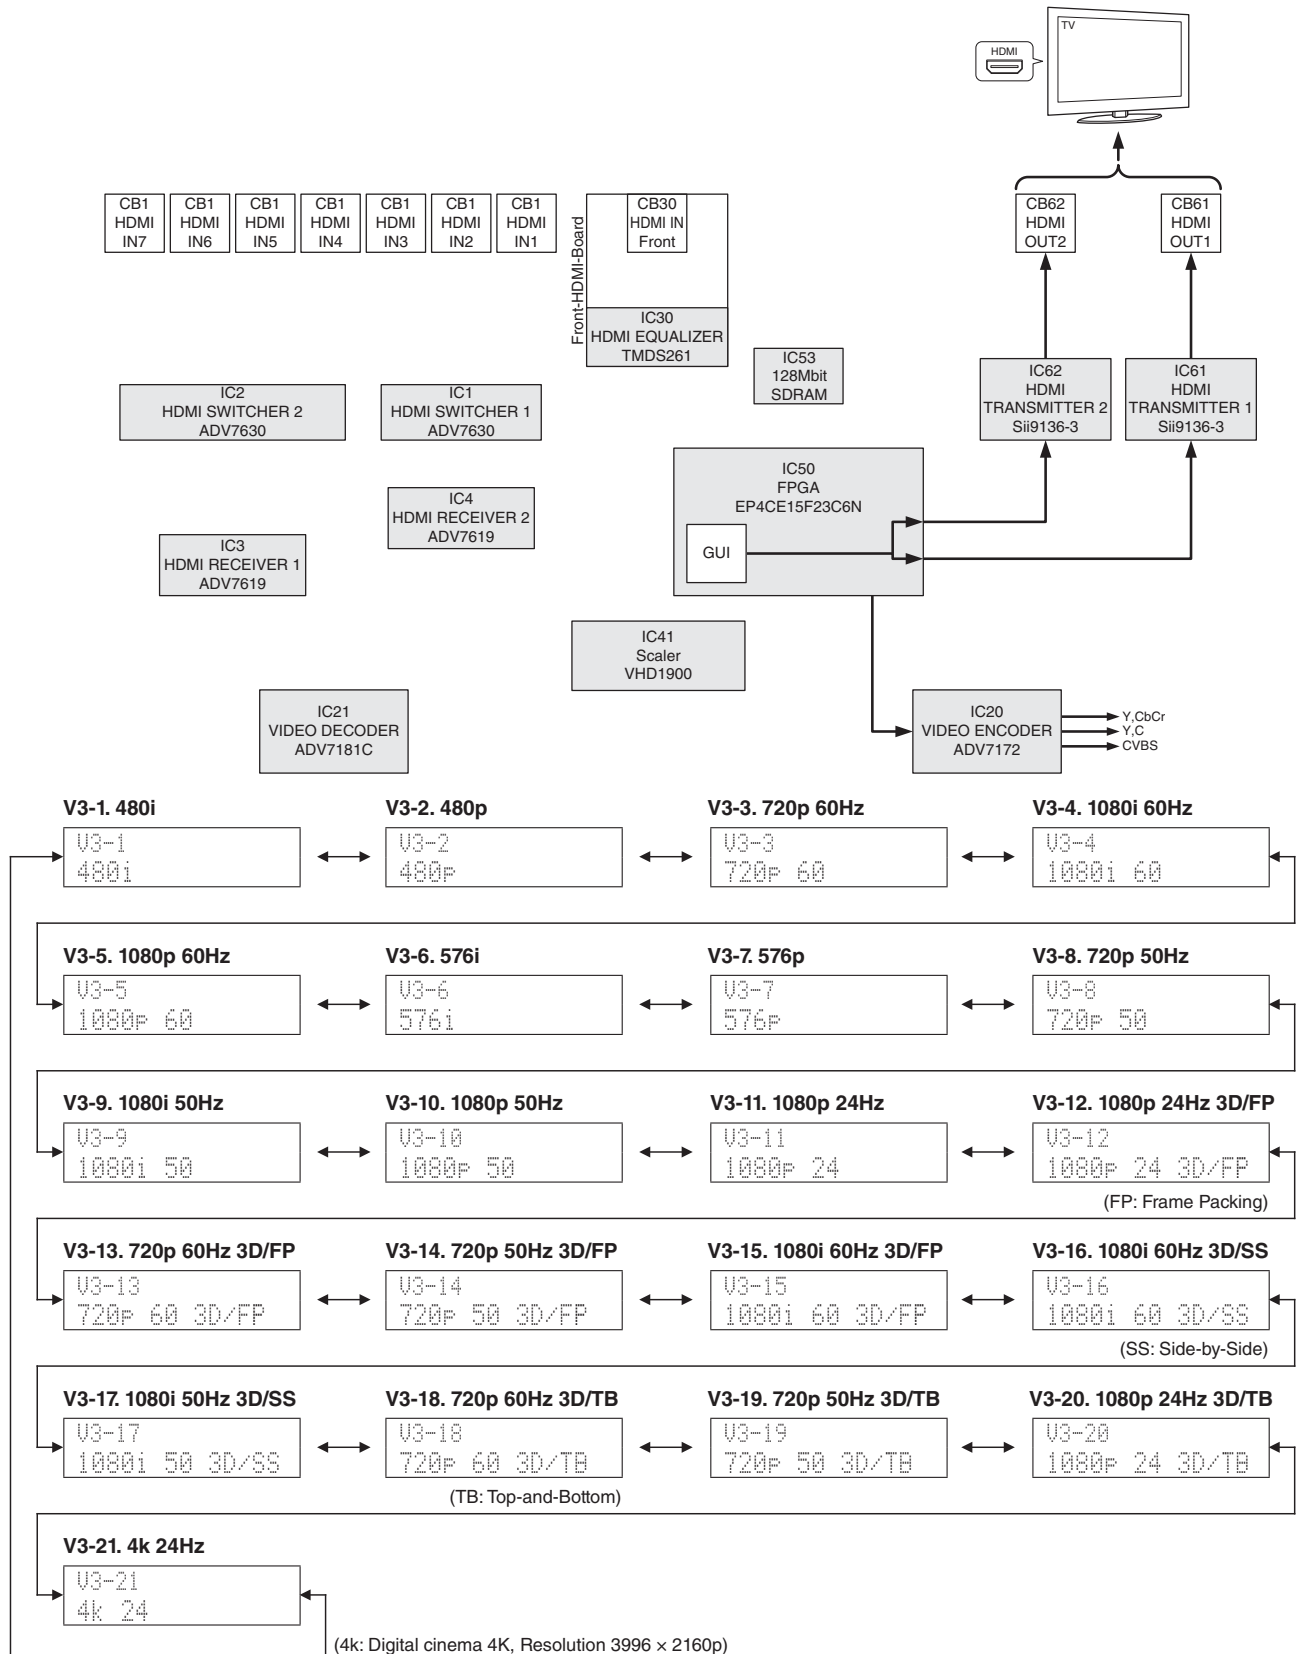 TV
HDMI
CB1 HDMI IN7
CB1 HDMI IN6
CB1 HDMI IN5
CB1 HDMI IN4
CB1 HDMI IN3
CB1 HDMI IN2
CB1 HDMI IN1
Front-HDMI-Board
CB30 HDMI IN Front
CB62 HDMI OUT2
CB61 HDMI OUT1
IC30
HDMI EQUALIZER
TMDS261
IC53
128Mbit
SDRAM
IC62
HDMI
TRANSMITTER 2
Sii9136-3
IC61
HDMI
TRANSMITTER 1
Sii9136-3
IC2
HDMI SWITCHER 2
ADV7630
IC1
HDMI SWITCHER 1
ADV7630
IC50
FPGA
EP4CE15F23C6N
GUI
IC4
HDMI RECEIVER 2
ADV7619
IC3
HDMI RECEIVER 1
ADV7619
IC41
Scaler
VHD1900
IC21
VIDEO DECODER
ADV7181C
IC20
VIDEO ENCODER
ADV7172
Y,CbCr
Y,C
CVBS
V3-1. 480i
V3-1
480i
V3-2. 480p
V3-2
480p
V3-3. 720p 60Hz
V3-3
720p 60
V3-4. 1080i 60Hz
V3-4
1080i 60
V3-5. 1080p 60Hz
V3-5
1080p 60
V3-6. 576i
V3-6
576i
V3-7. 576p
V3-7
576p
V3-8. 720p 50Hz
V3-8
720p 50
V3-9. 1080i 50Hz
V3-9
1080i 50
V3-10. 1080p 50Hz
V3-10
1080p 50
V3-11. 1080p 24Hz
V3-11
1080p 24
V3-12. 1080p 24Hz 3D/FP
V3-12
1080p 24 3D/FP
(FP: Frame Packing)
V3-13. 720p 60Hz 3D/FP
V3-13
720p 60 3D/FP
V3-14. 720p 50Hz 3D/FP
V3-14
720p 50 3D/FP
V3-15. 1080i 60Hz 3D/FP
V3-15
1080i 60 3D/FP
V3-16. 1080i 60Hz 3D/SS
V3-16
1080i 60 3D/SS
(SS: Side-by-Side)
V3-17. 1080i 50Hz 3D/SS
V3-17
1080i 50 3D/SS
V3-18. 720p 60Hz 3D/TB
V3-18
720p 60 3D/TB
(TB: Top-and-Bottom)
V3-19. 720p 50Hz 3D/TB
V3-19
720p 50 3D/TB
V3-20. 1080p 24Hz 3D/TB
V3-20
1080p 24 3D/TB
V3-21. 4k 24Hz
V3-21
4k 24
(4k: Digital cinema 4K, Resolution 3996 × 2160p)